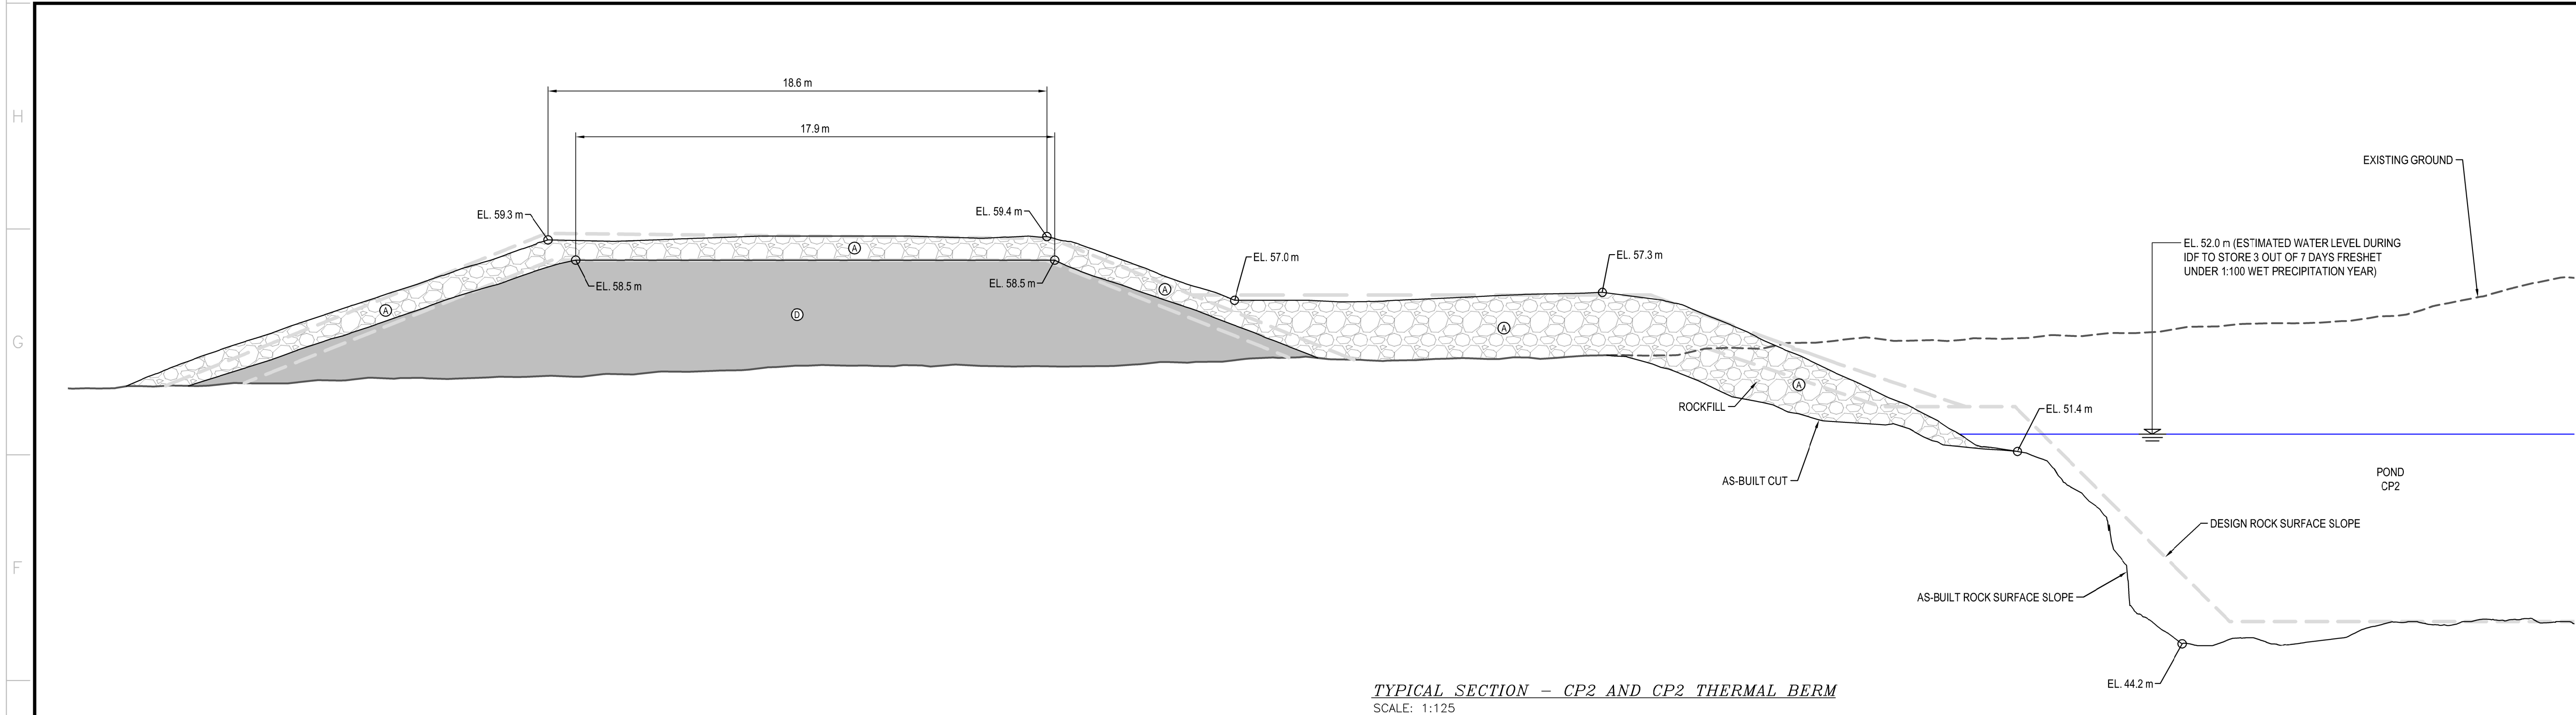 18.6 m
H
17.9 m
EXISTING GROUND
EL. 59.3 m
EL. 59.4 m
EL. 52.0 m (ESTIMATED WATER LEVEL DURING
IDF TO STORE 3 OUT OF 7 DAYS FRESHET
UNDER 1:100 WET PRECIPITATION YEAR)
A
EL. 57.0 m
EL. 57.3 m
EL. 58.5 m
EL. 58.5 m
A
A
D
A
G
A
ROCKFILL
EL. 51.4 m
AS-BUILT CUT
POND
CP2
DESIGN ROCK SURFACE SLOPE
F
AS-BUILT ROCK SURFACE SLOPE
EL. 44.2 m
TYPICAL SECTION - CP2 AND CP2 THERMAL BERM
SCALE: 1:125